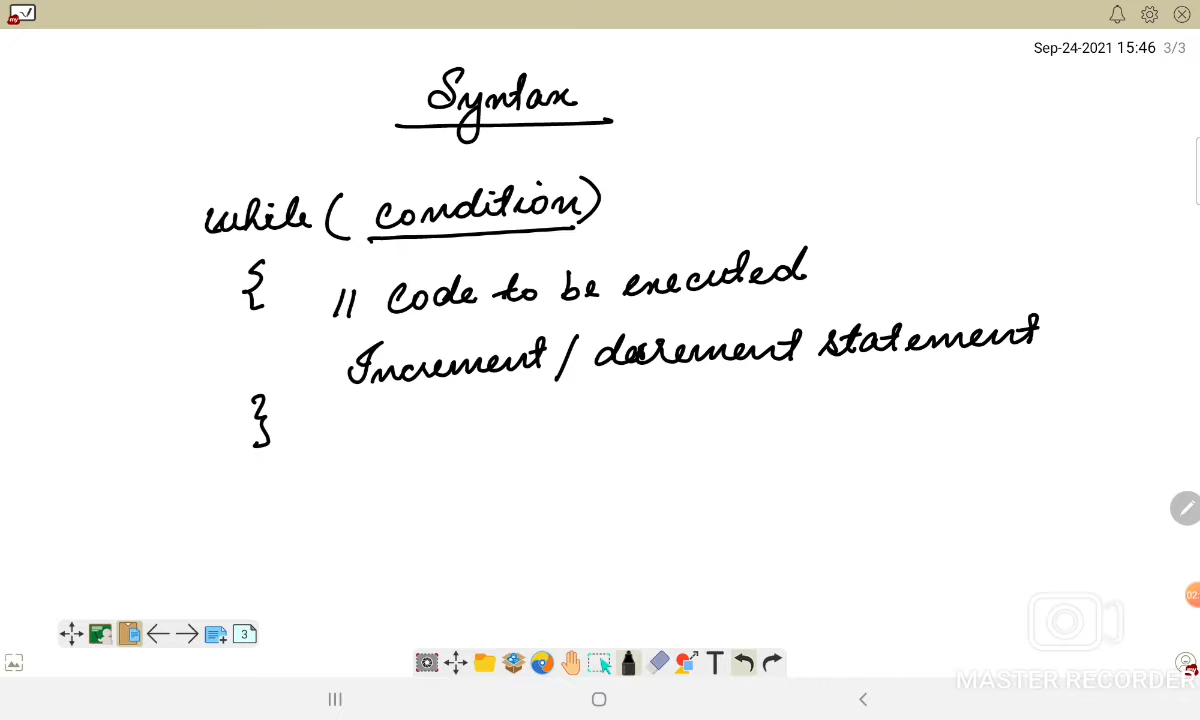 Sep-24-2021 15:46 3/3
Syntax
while ( condition)
{ // Code to be executed
Increment / decrement statement
}
3
T
02:
MASTER RECORDER